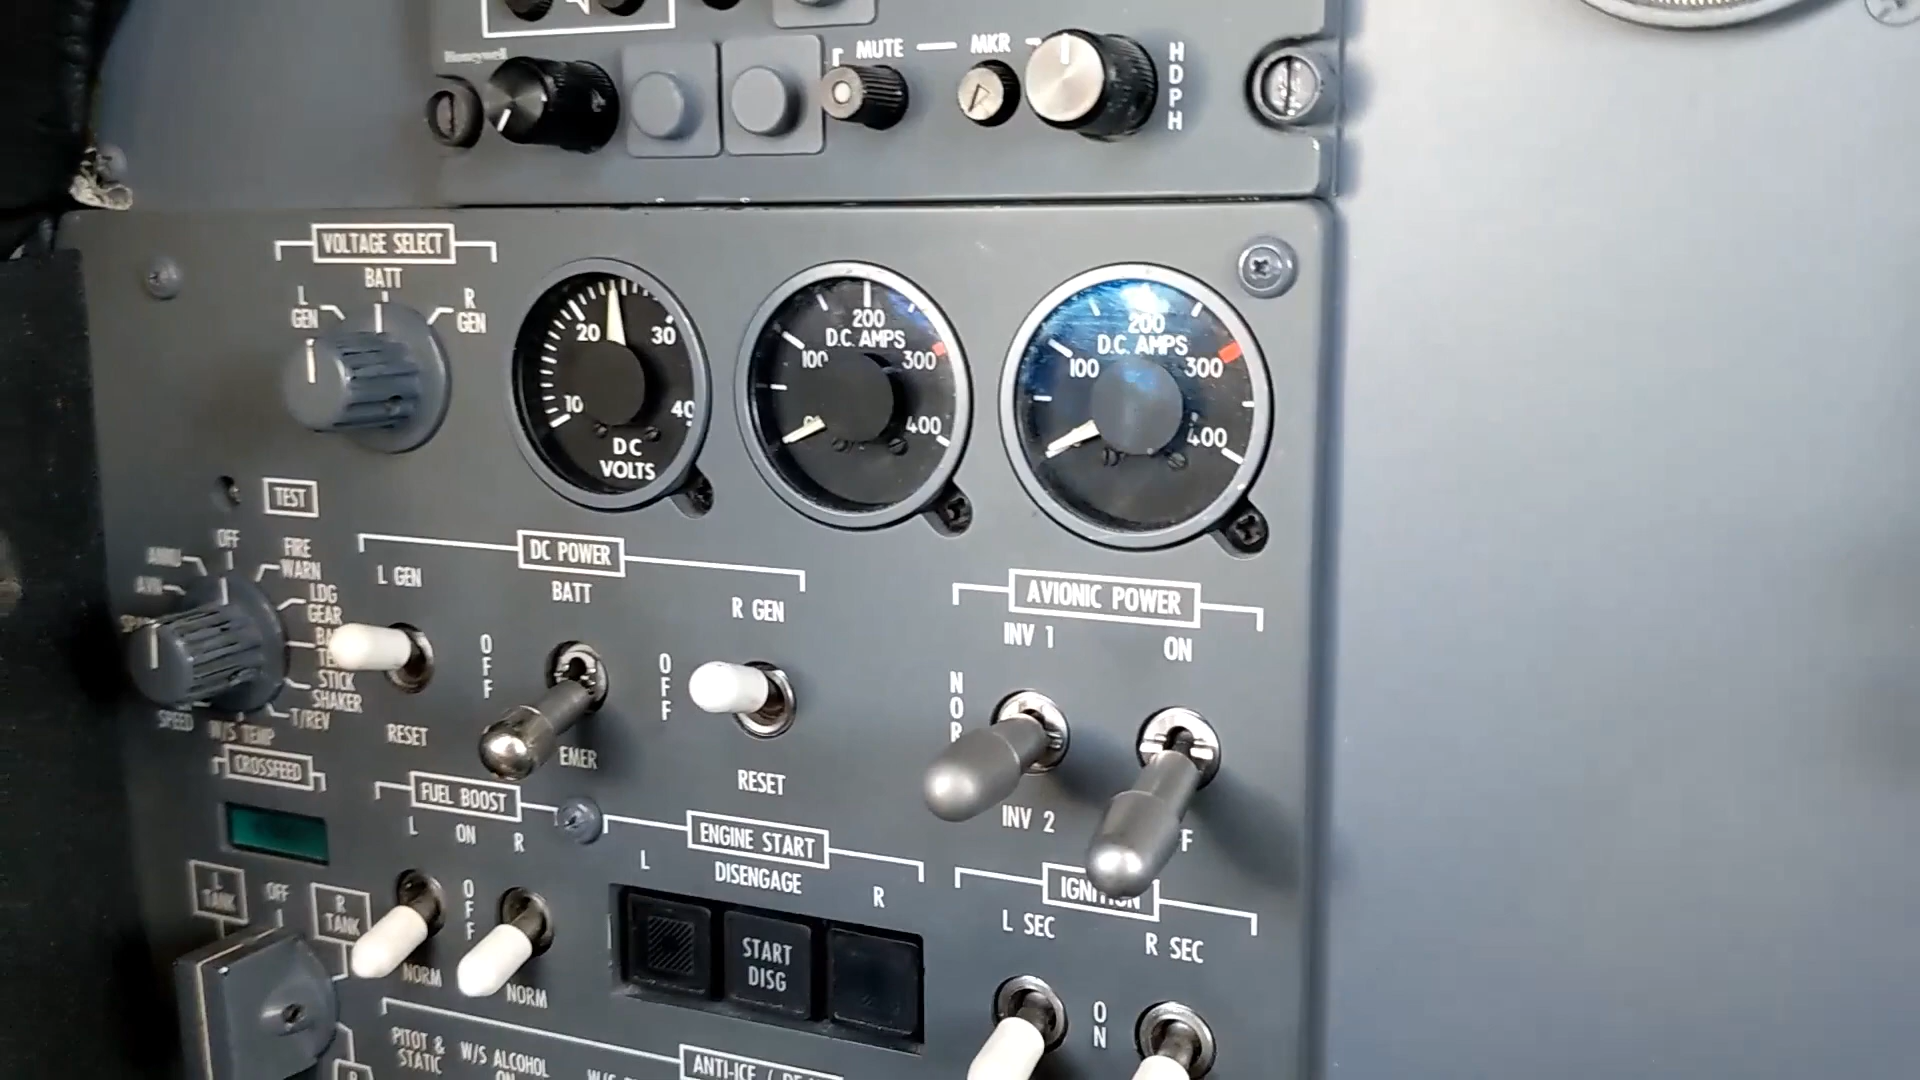 Honeywell
MUTE
MKR
HDPH
VOLTAGE SELECT
BATT
L
GEN
R
GEN
20
30
10
40
DC
VOLTS
200
D.C. AMPS
100
300
0
400
200
D.C. AMPS
100
300
400
TEST
OFF
ANNU
FIRE
WARN
LDG
GEAR
STICK
SHAKER
T/REV
W/S TEMP
SPEED
DC POWER
L GEN
BATT
R GEN
OFF
OFF
RESET
EMER
RESET
AVIONIC POWER
INV 1
ON
NOR
INV 2
F
CROSSFEED
L
TANK
OFF
R
TANK
FUEL BOOST
L
ON
R
OFF
NORM
NORM
ENGINE START
L
DISENGAGE
R
START
DISG
IGNITION
L SEC
R SEC
ON
PITOT &
STATIC
W/S ALCOHOL
ON
ANTI-ICE /